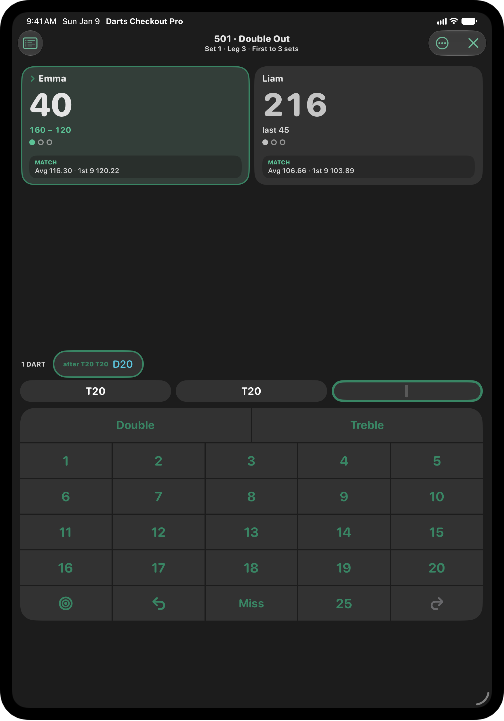 9:41 AM Sun Jan 9 Darts Checkout Pro
501 · Double Out
Set 1 · Leg 3 · First to 3 sets
Emma
40
160 – 120
MATCH
Avg 116.30 · 1st 9 120.22
Liam
216
last 45
MATCH
Avg 106.66 · 1st 9 103.89
1 DART after T20 T20 D20
T20 T20
Double Treble
1 2 3 4 5
6 7 8 9 10
11 12 13 14 15
16 17 18 19 20
Miss 25